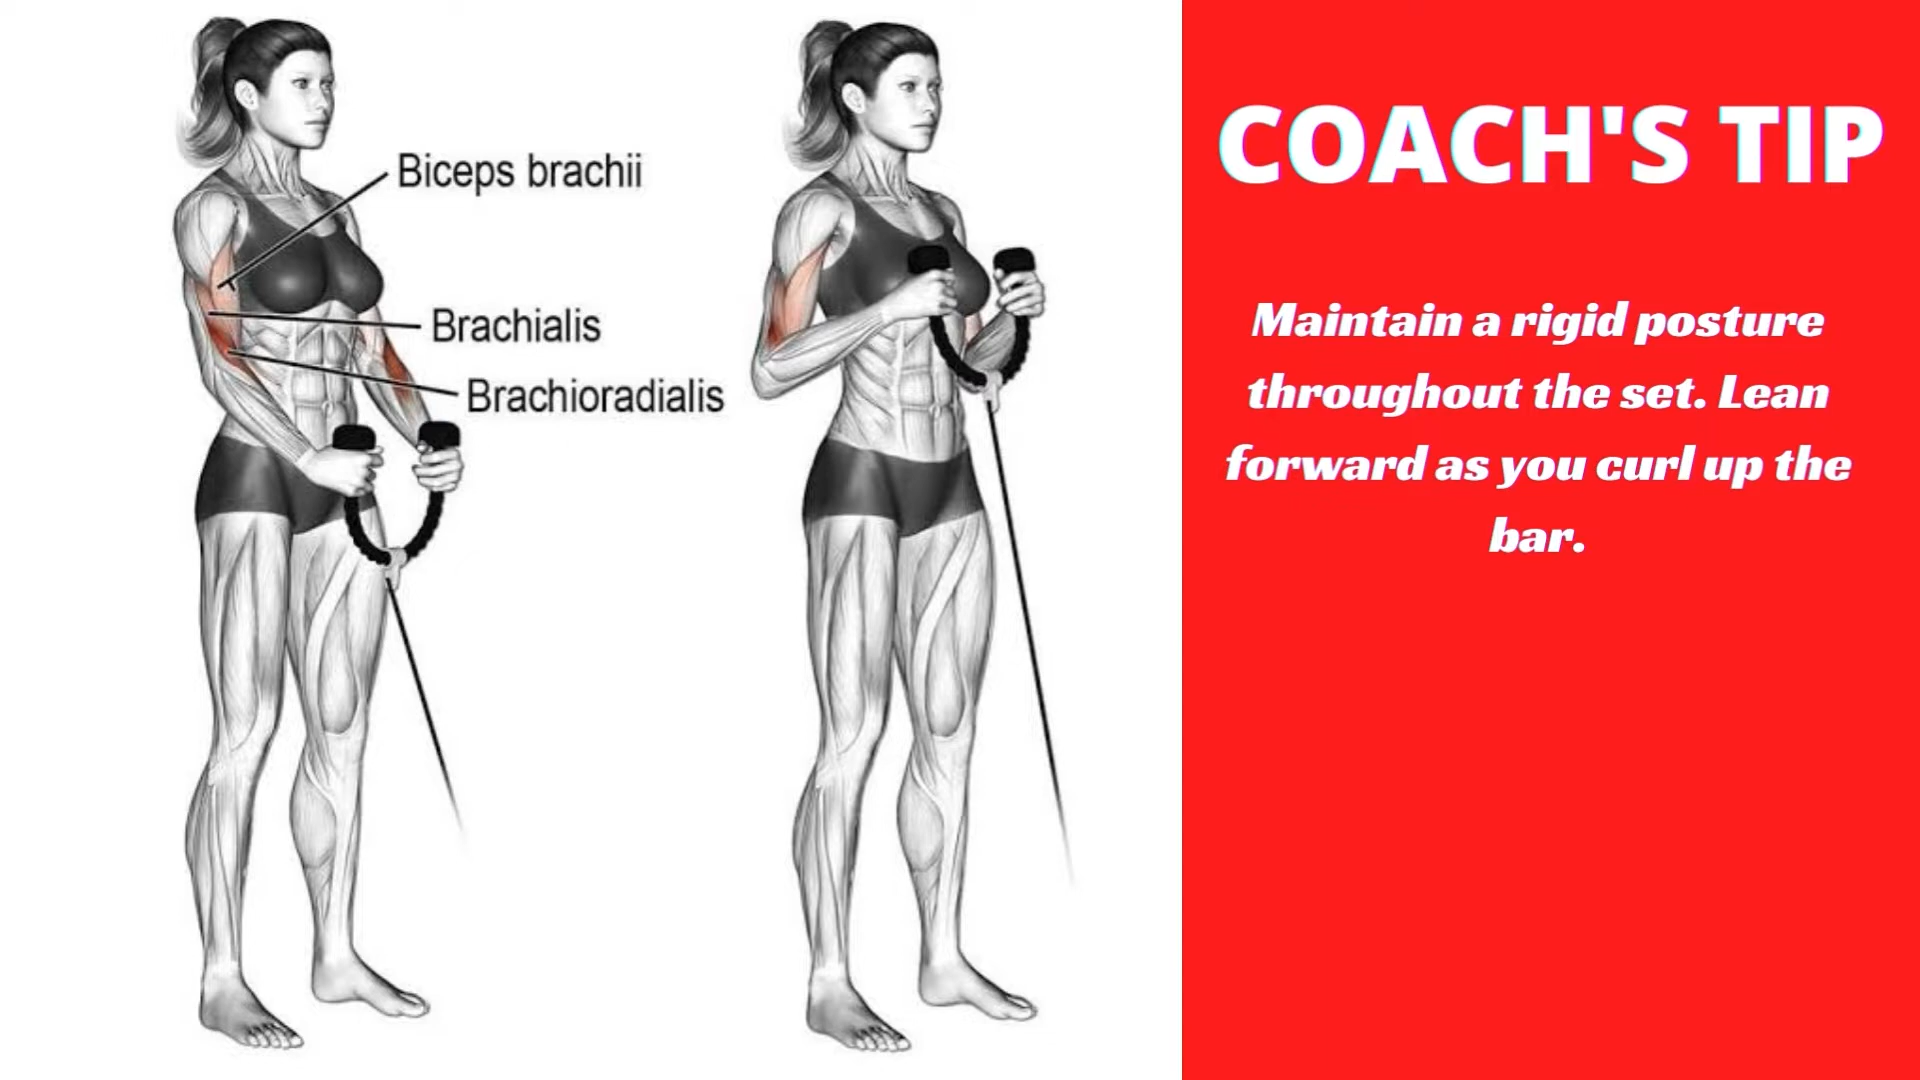 Biceps brachii
Brachialis
Brachioradialis
COACH'S TIP
Maintain a rigid posture
throughout the set. Lean
forward as you curl up the
bar.